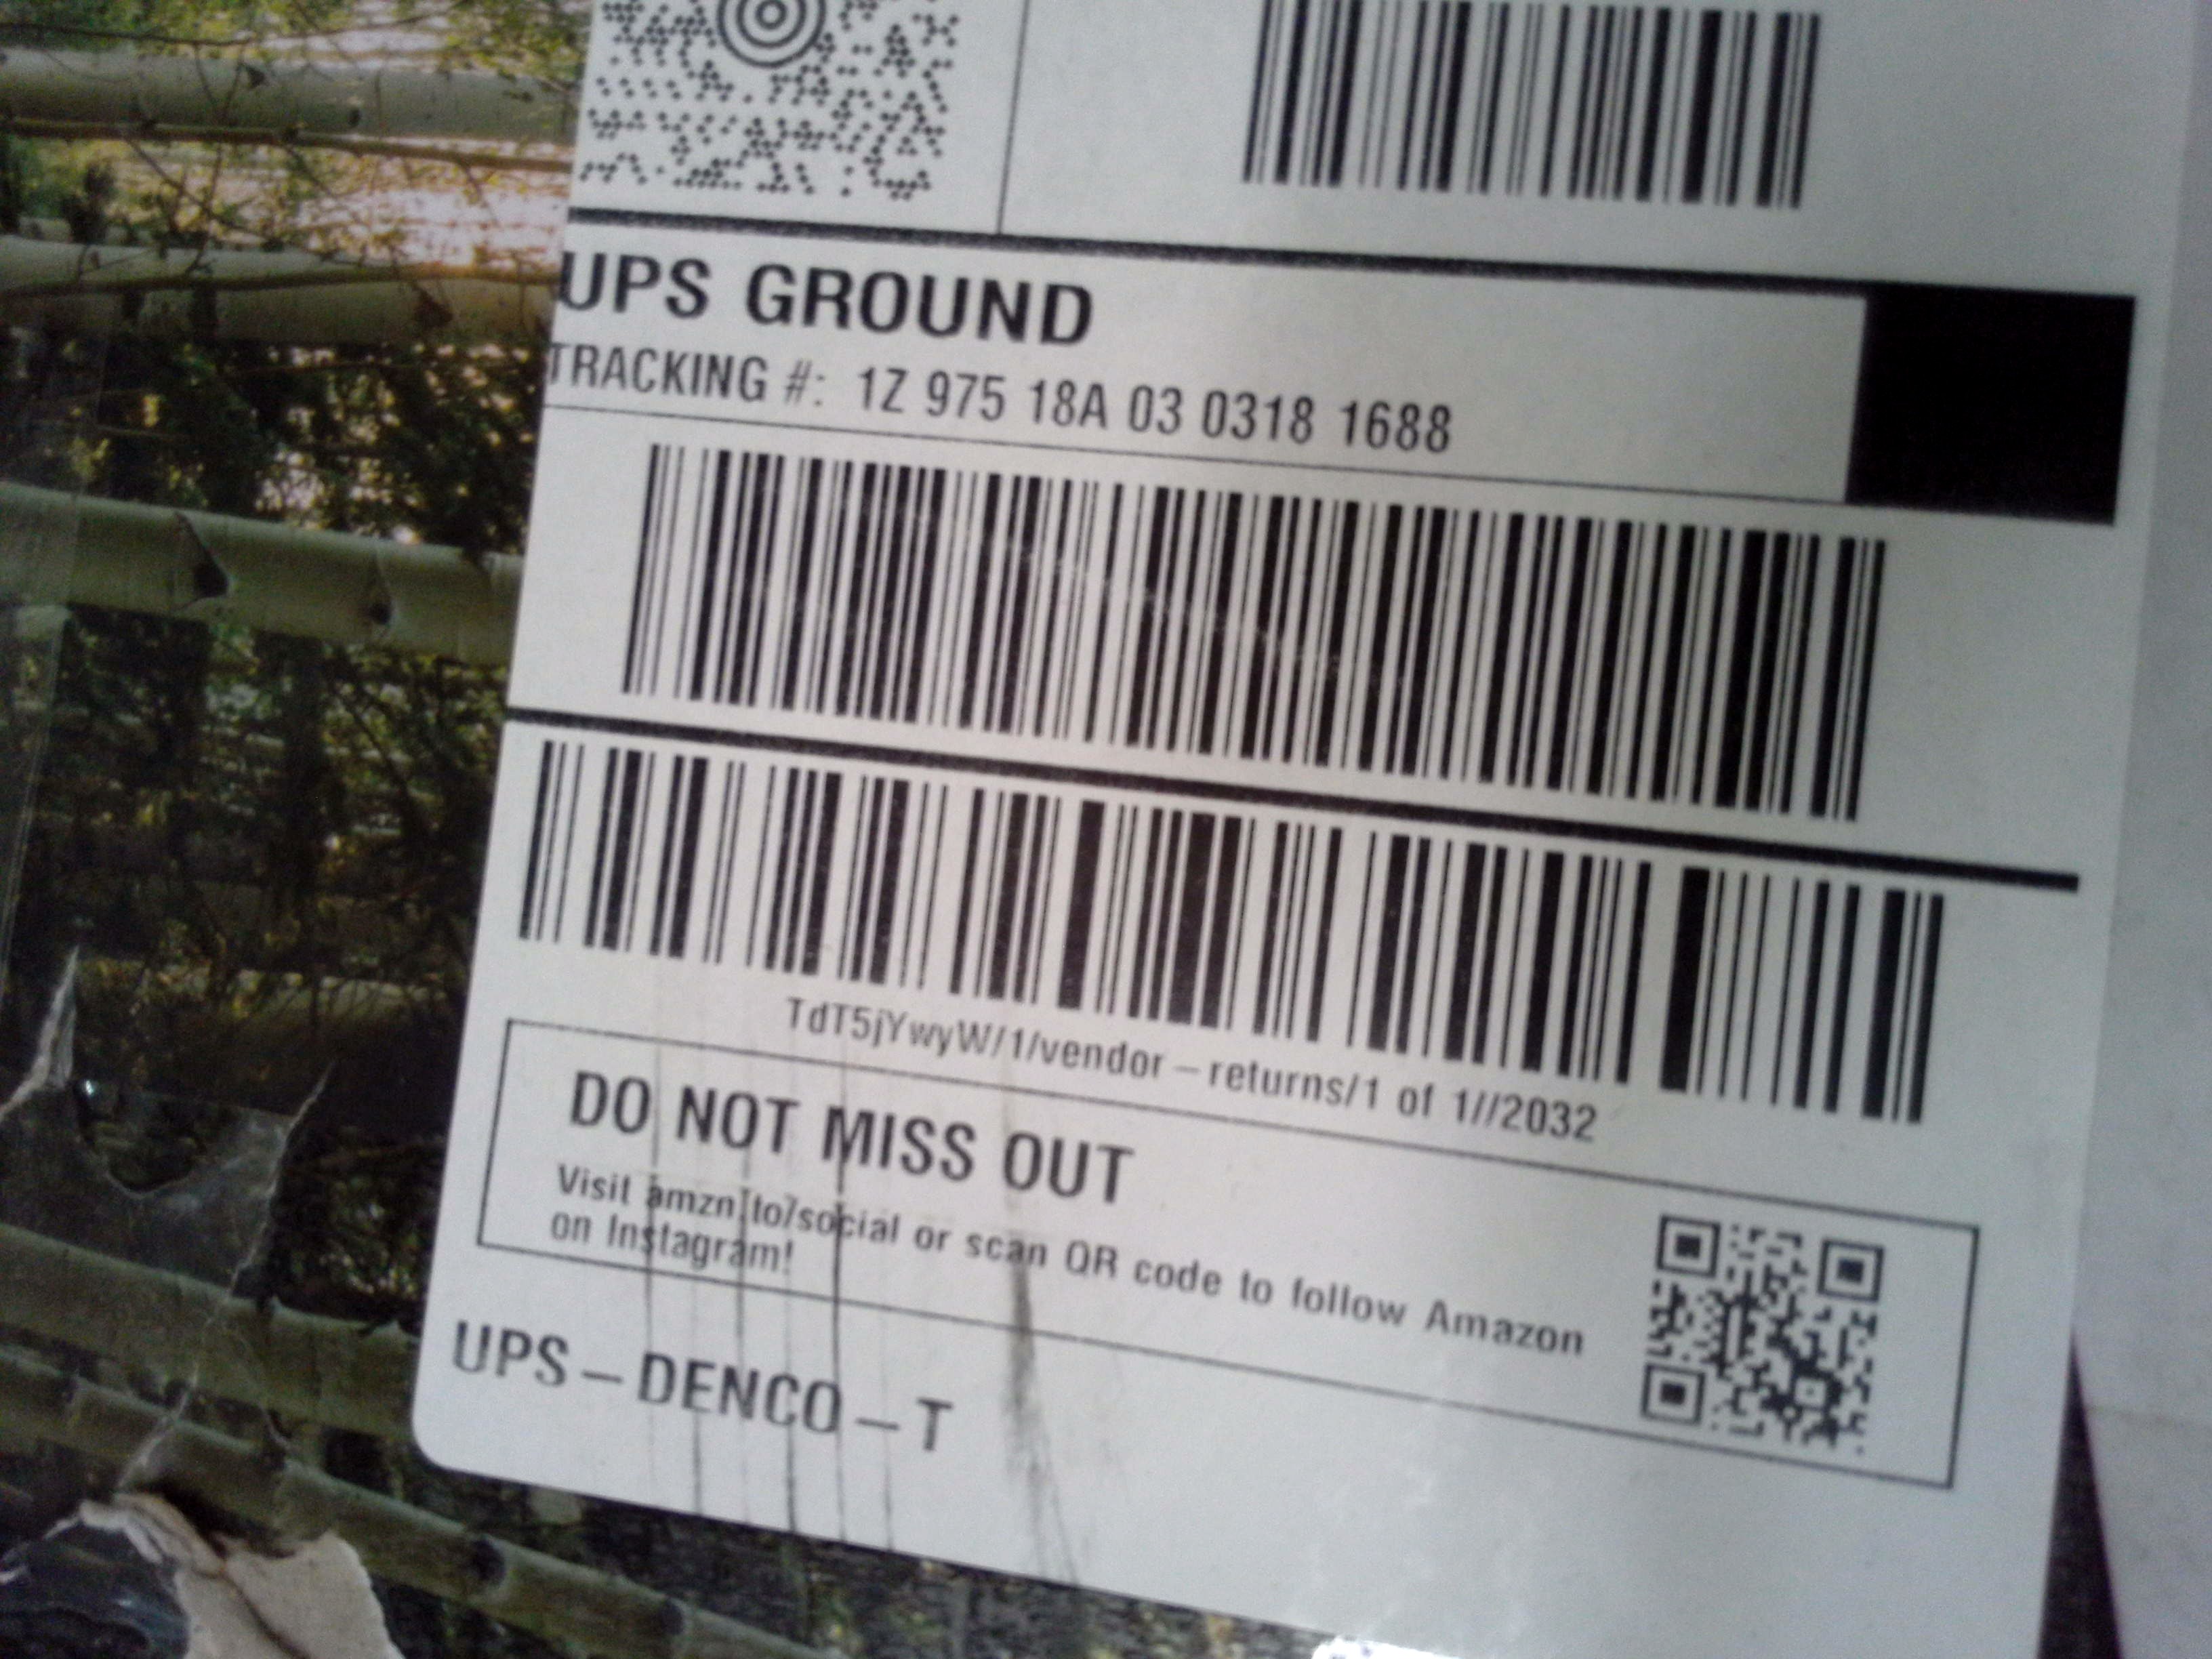 UPS GROUND
TRACKING #: 1Z 975 18A 03 0318 1688
TdT5jYwyW/1/vendor-returns/1 of 1//2032
DO NOT MISS OUT
Visit amzn.to/social or scan QR code to follow Amazon
on Instagram!
UPS-DENCO-T